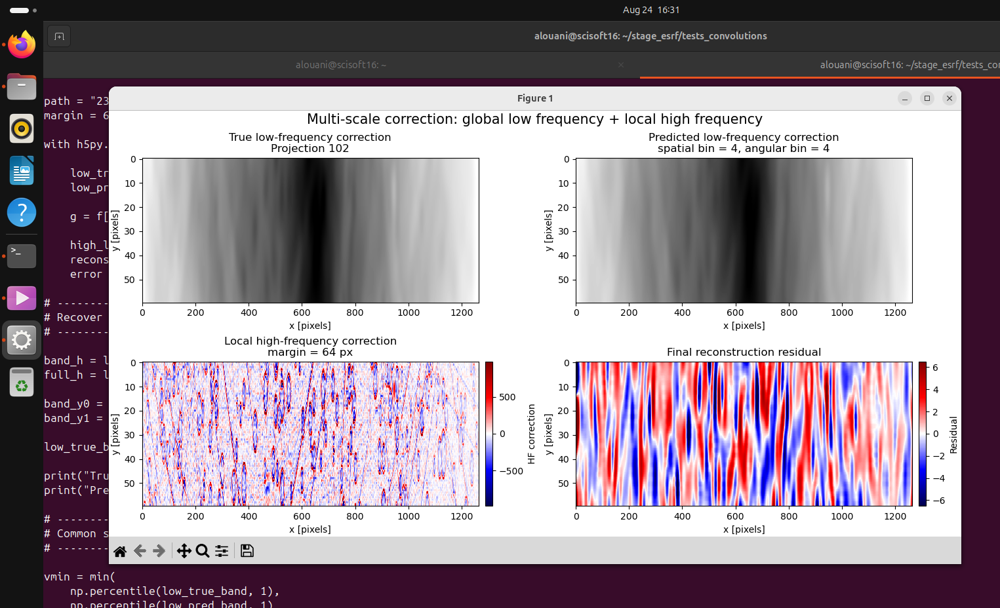 Aug 24 16:31
alouani@scisoft16: ~/stage_esrf/tests_convolutions
alouani@scisoft16: ~
alouani@scisoft16: ~/stage_esrf/tests_con
path = "23
margin = 6
with h5py.
low_tr
low_pr
g = f[
high_l
recons
error
# --------
# Recover
# --------
band_h = l
full_h = l
band_y0 =
band_y1 =
low_true_b
print("Tru
print("Pre
# --------
# Common s
# --------
vmin = min(
np.percentile(low_true_band, 1),
np.percentile(low_pred_band, 1)
Figure 1
Multi-scale correction: global low frequency + local high frequency
True low-frequency correction
Projection 102
0
10
20
30
40
50
y [pixels]
0 200 400 600 800 1000 1200
x [pixels]
Predicted low-frequency correction
spatial bin = 4, angular bin = 4
0
10
20
30
40
50
y [pixels]
0 200 400 600 800 1000 1200
x [pixels]
Local high-frequency correction
margin = 64 px
0
10
20
30
40
50
y [pixels]
0 200 400 600 800 1000 1200
x [pixels]
500
0
−500
HF correction
Final reconstruction residual
0
10
20
30
40
50
y [pixels]
0 200 400 600 800 1000 1200
x [pixels]
6
4
2
0
−2
−4
−6
Residual